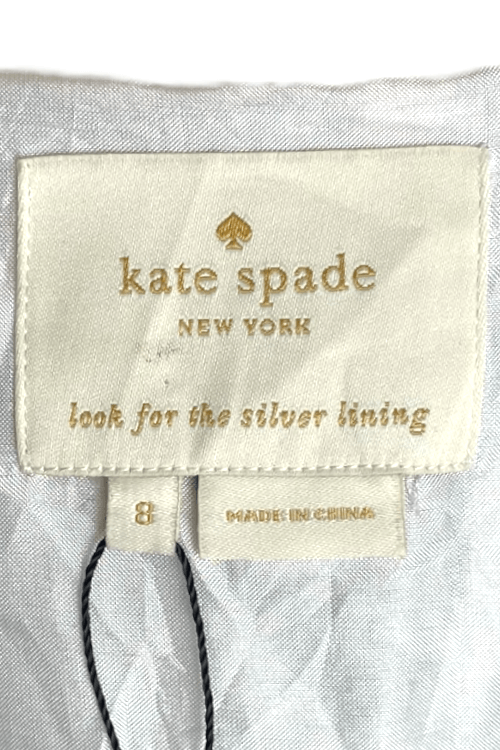 kate spade
NEW YORK
look for the silver lining
8
MADE IN CHINA